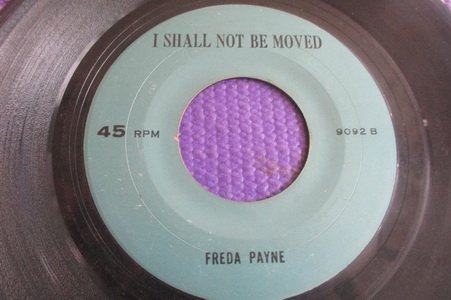 I SHALL NOT BE MOVED
45 RPM
9092 B
FREDA PAYNE